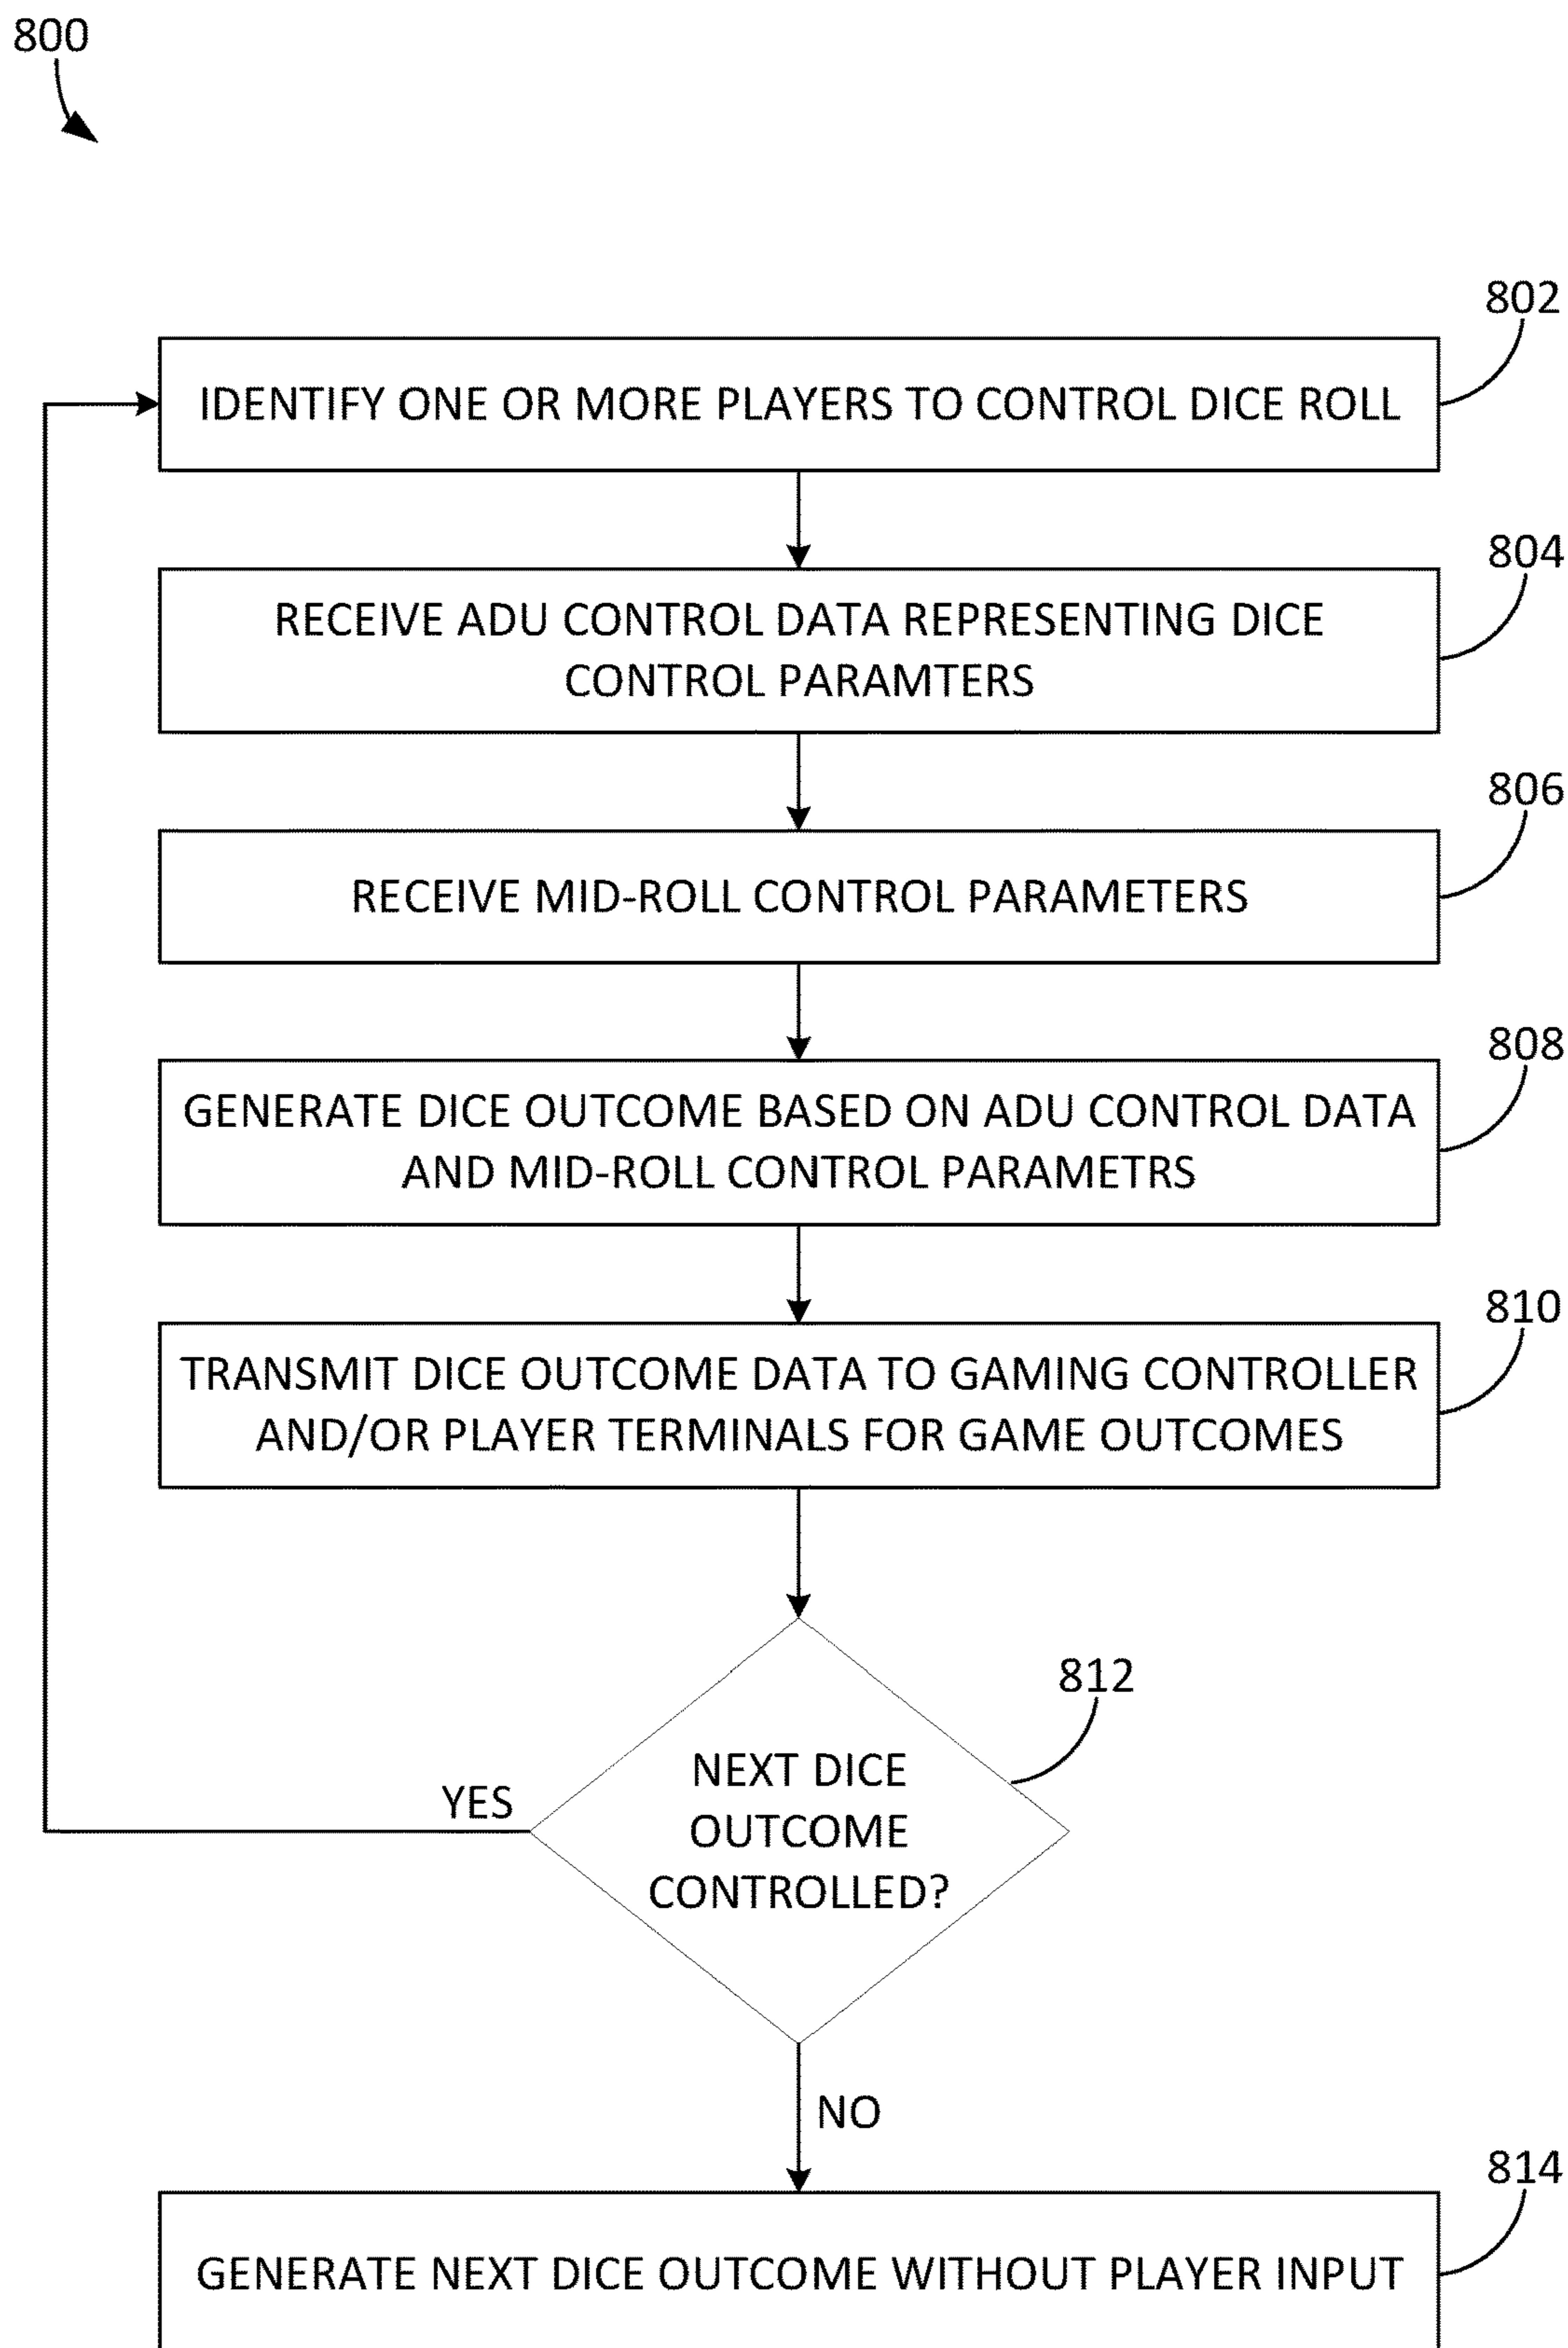 800
802
IDENTIFY ONE OR MORE PLAYERS TO CONTROL DICE ROLL
804
RECEIVE ADU CONTROL DATA REPRESENTING DICE
CONTROL PARAMTERS
806
RECEIVE MID-ROLL CONTROL PARAMETERS
808
GENERATE DICE OUTCOME BASED ON ADU CONTROL DATA
AND MID-ROLL CONTROL PARAMETRS
810
TRANSMIT DICE OUTCOME DATA TO GAMING CONTROLLER
AND/OR PLAYER TERMINALS FOR GAME OUTCOMES
812
NEXT DICE
OUTCOME
CONTROLLED?
YES
NO
814
GENERATE NEXT DICE OUTCOME WITHOUT PLAYER INPUT